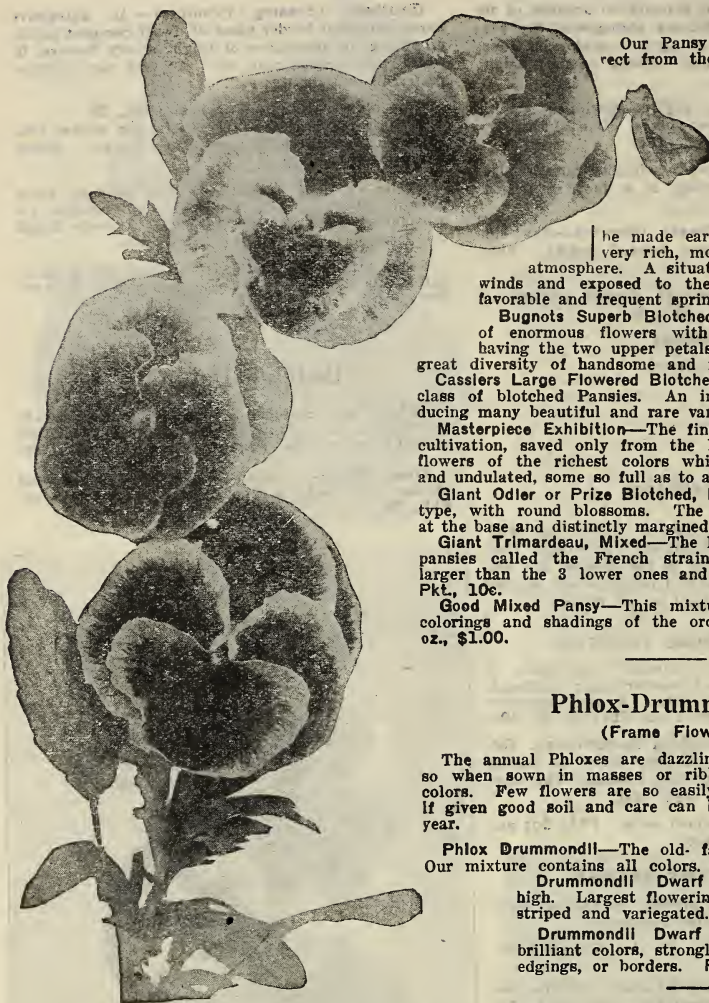 Our Pansy
rect from the
be made ear
very rich, mo
atmosphere. A situat
winds and exposed to the
favorable and frequent sprin
Bugnots Superb Blotched
of enormous flowers with
having the two upper petals
great diversity of handsome and
Cassiers Large Flowered Blotche
class of blotched Pansies. An in
ducing many beautiful and rare var
Masterpiece Exhibition—The fin
cultivation, saved only from the
flowers of the richest colors whi
and undulated, some so full as to a
Giant Odier or Prize Blotched,
type, with round blossoms. The
at the base and distinctly margined
Giant Trimardeau, Mixed—The
pansies called the French strain
larger than the 3 lower ones and
Pkt., 10c.
Good Mixed Pansy—This mixtu
colorings and shadings of the ord
oz., $1.00.
Phlox-Drumm
(Frame Flow
The annual Phloxes are dazzlin
so when sown in masses or rib
colors. Few flowers are so easily
If given good soil and care can
year.
Phlox Drummondii—The old- f
Our mixture contains all colors.
Drummondii Dwarf
high. Largest flowerin
striped and variegated.
Drummondii Dwarf
brilliant colors, strongl
edgings, or borders.